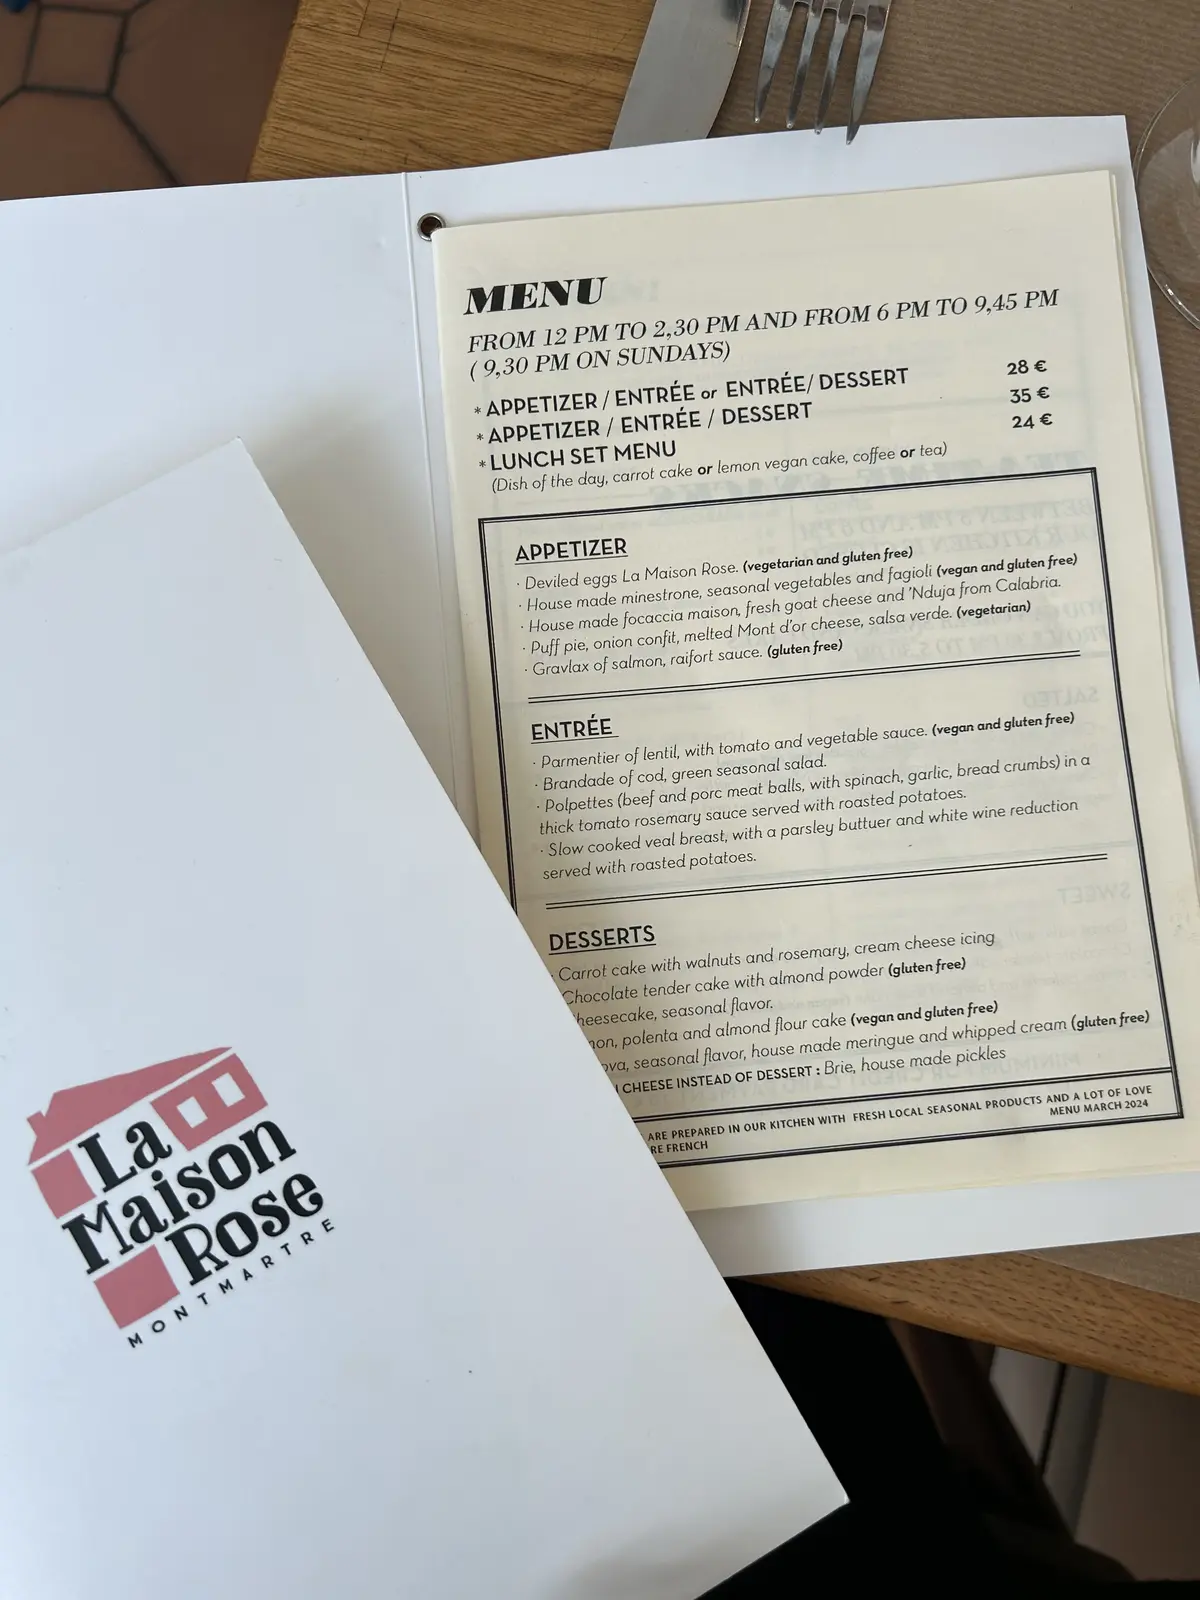 MENU
FROM 12 PM TO 2,30 PM AND FROM 6 PM TO 9,45 PM
( 9,30 PM ON SUNDAYS)
* APPETIZER / ENTRÉE or ENTRÉE/ DESSERT 28 €
* APPETIZER / ENTRÉE / DESSERT 35 €
* LUNCH SET MENU 24 €
(Dish of the day, carrot cake or lemon vegan cake, coffee or tea)
APPETIZER
· Deviled eggs La Maison Rose. (vegetarian and gluten free)
· House made minestrone, seasonal vegetables and fagioli (vegan and gluten free)
· House made focaccia maison, fresh goat cheese and 'Nduja from Calabria.
· Puff pie, onion confit, melted Mont d'or cheese, salsa verde. (vegetarian)
· Gravlax of salmon, raifort sauce. (gluten free)
ENTRÉE
· Parmentier of lentil, with tomato and vegetable sauce. (vegan and gluten free)
· Brandade of cod, green seasonal salad.
· Polpettes (beef and porc meat balls, with spinach, garlic, bread crumbs) in a
thick tomato rosemary sauce served with roasted potatoes.
· Slow cooked veal breast, with a parsley buttuer and white wine reduction
served with roasted potatoes.
DESSERTS
· Carrot cake with walnuts and rosemary, cream cheese icing
Chocolate tender cake with almond powder (gluten free)
heesecake, seasonal flavor.
non, polenta and almond flour cake (vegan and gluten free)
ova, seasonal flavor, house made meringue and whipped cream (gluten free)
CHEESE INSTEAD OF DESSERT : Brie, house made pickles
ARE PREPARED IN OUR KITCHEN WITH FRESH LOCAL SEASONAL PRODUCTS AND A LOT OF LOVE
RE FRENCH MENU MARCH 2024
La
Maison
Rose
MONTMARTRE